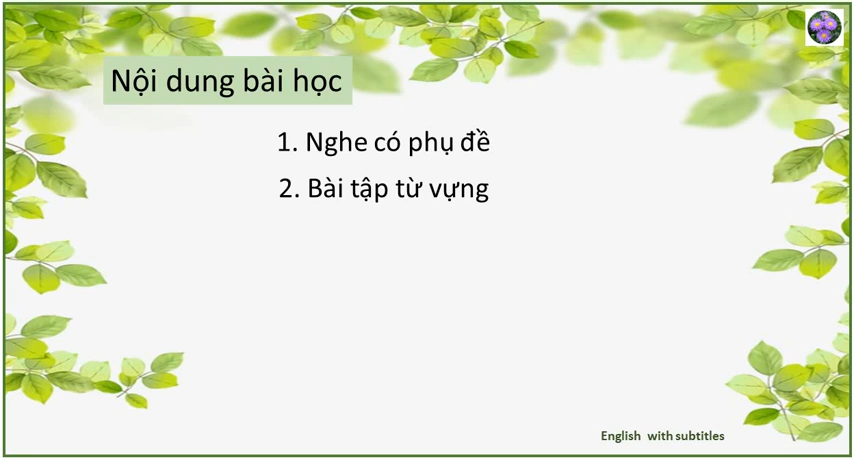 Nội dung bài học
1. Nghe có phụ đề
2. Bài tập từ vựng
English with subtitles